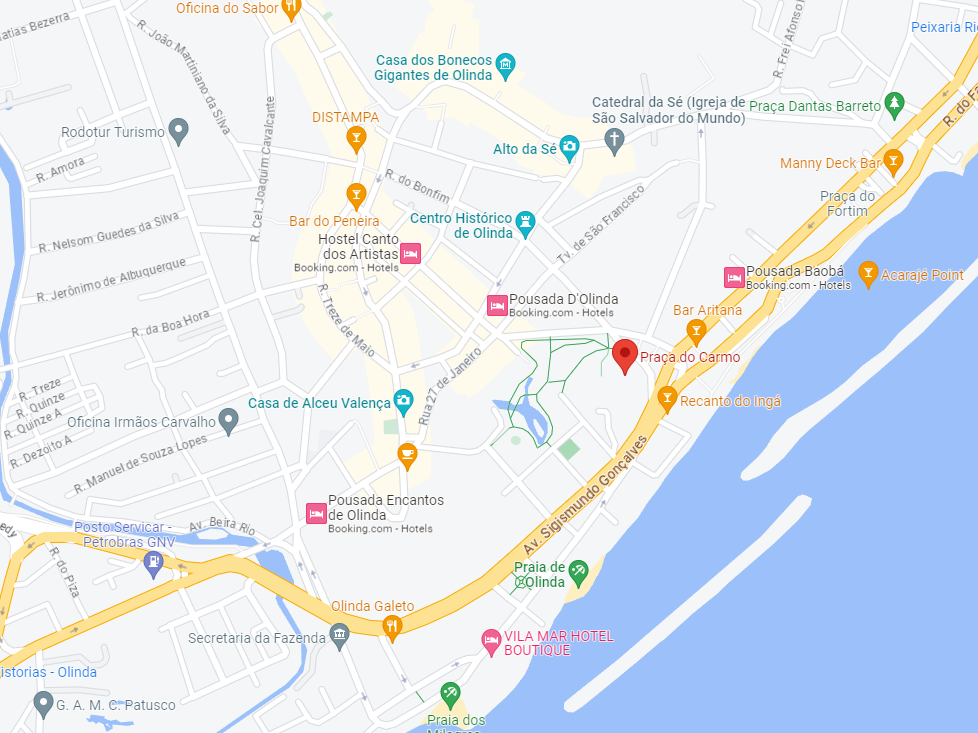 Oficina do Sabor
atias Bezerra
R. João Martiniano da Silva
R. Frei Afonso
Peixaria Rio
Casa dos Bonecos
Gigantes de Olinda
Catedral da Sé (Igreja de
São Salvador do Mundo)
Praça Dantas Barreto
R. do Fa
DISTAMPA
Rodotur Turismo
R. Cel. Joaquim Cavalcante
Alto da Sé
Manny Deck Bar
R. Amora
R. do Bonfim
Praça do
Fortim
Tv. de São Francisco
Bar do Peneira
Centro Histórico
de Olinda
R. Nelsom Guedes da Silva
Hostel Canto
dos Artistas
Booking.com - Hotels
Pousada Baobá
Booking.com - Hotels
Acarajé Point
R. Jerônimo de Albuquerque
Pousada D'Olinda
Booking.com - Hotels
Bar Aritana
R. da Boa Hora
R. Treze de Maio
Praça do Carmo
R. Treze
R. Quinze
R. Quinze A
R. Dezoito A
Rua 27 de Janeiro
Casa de Alceu Valença
Recanto do Ingá
Oficina Irmãos Carvalho
R. Manuel de Souza Lopes
Av. Sigismundo Gonçalves
Pousada Encantos
de Olinda
Booking.com - Hotels
edy
Av. Beira Rio
Posto Servicar -
Petrobras GNV
R. do Piza
Praia de
Olinda
Olinda Galeto
Secretaria da Fazenda
VILA MAR HOTEL
BOUTIQUE
istorias - Olinda
G. A. M. C. Patusco
Praia dos
Milagres